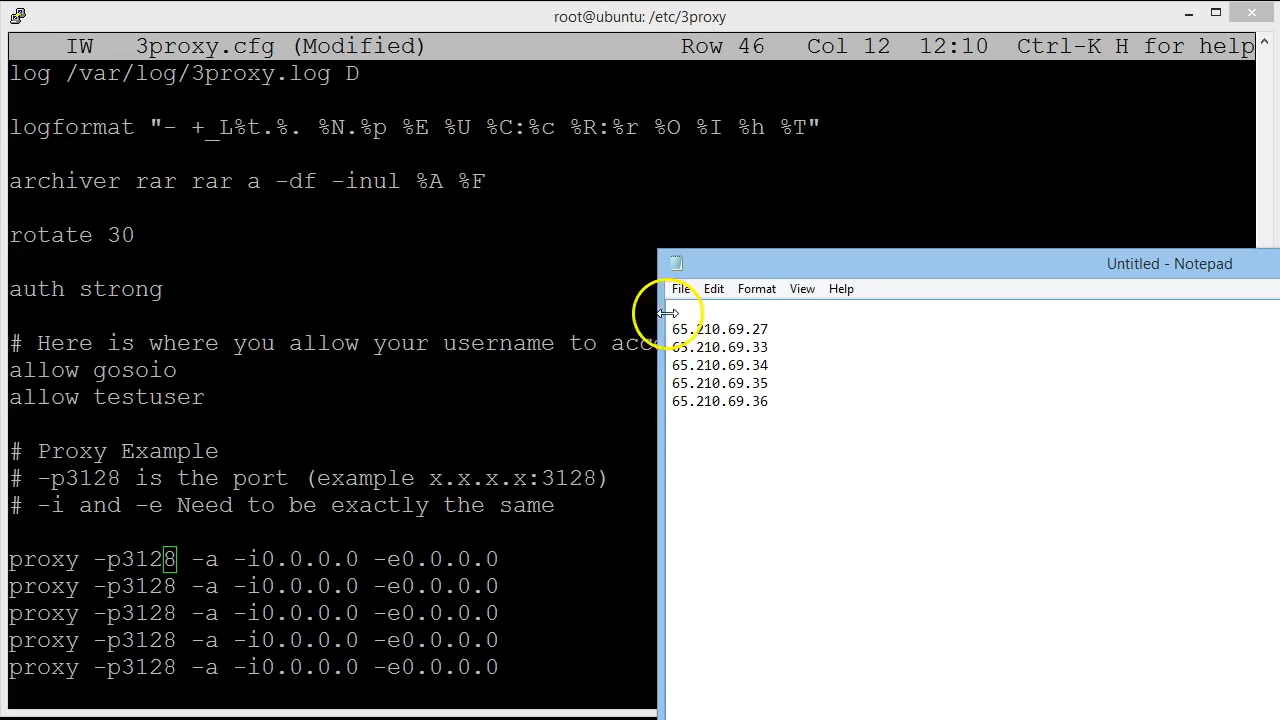 root@ubuntu: /etc/3proxy
IW 3proxy.cfg (Modified) Row 46 Col 12 12:10 Ctrl-K H for help
log /var/log/3proxy.log D
logformat "- +_L%t.%. %N.%p %E %U %C:%c %R:%r %O %I %h %T"
archiver rar rar a -df -inul %A %F
rotate 30
auth strong
# Here is where you allow your username to
allow gosoio
allow testuser
# Proxy Example
# -p3128 is the port (example x.x.x.x:3128)
# -i and -e Need to be exactly the same
proxy -p3128 -a -i0.0.0.0 -e0.0.0.0
proxy -p3128 -a -i0.0.0.0 -e0.0.0.0
proxy -p3128 -a -i0.0.0.0 -e0.0.0.0
proxy -p3128 -a -i0.0.0.0 -e0.0.0.0
proxy -p3128 -a -i0.0.0.0 -e0.0.0.0
Untitled - Notepad
File Edit Format View Help
65.210.69.27
65.210.69.33
65.210.69.34
65.210.69.35
65.210.69.36